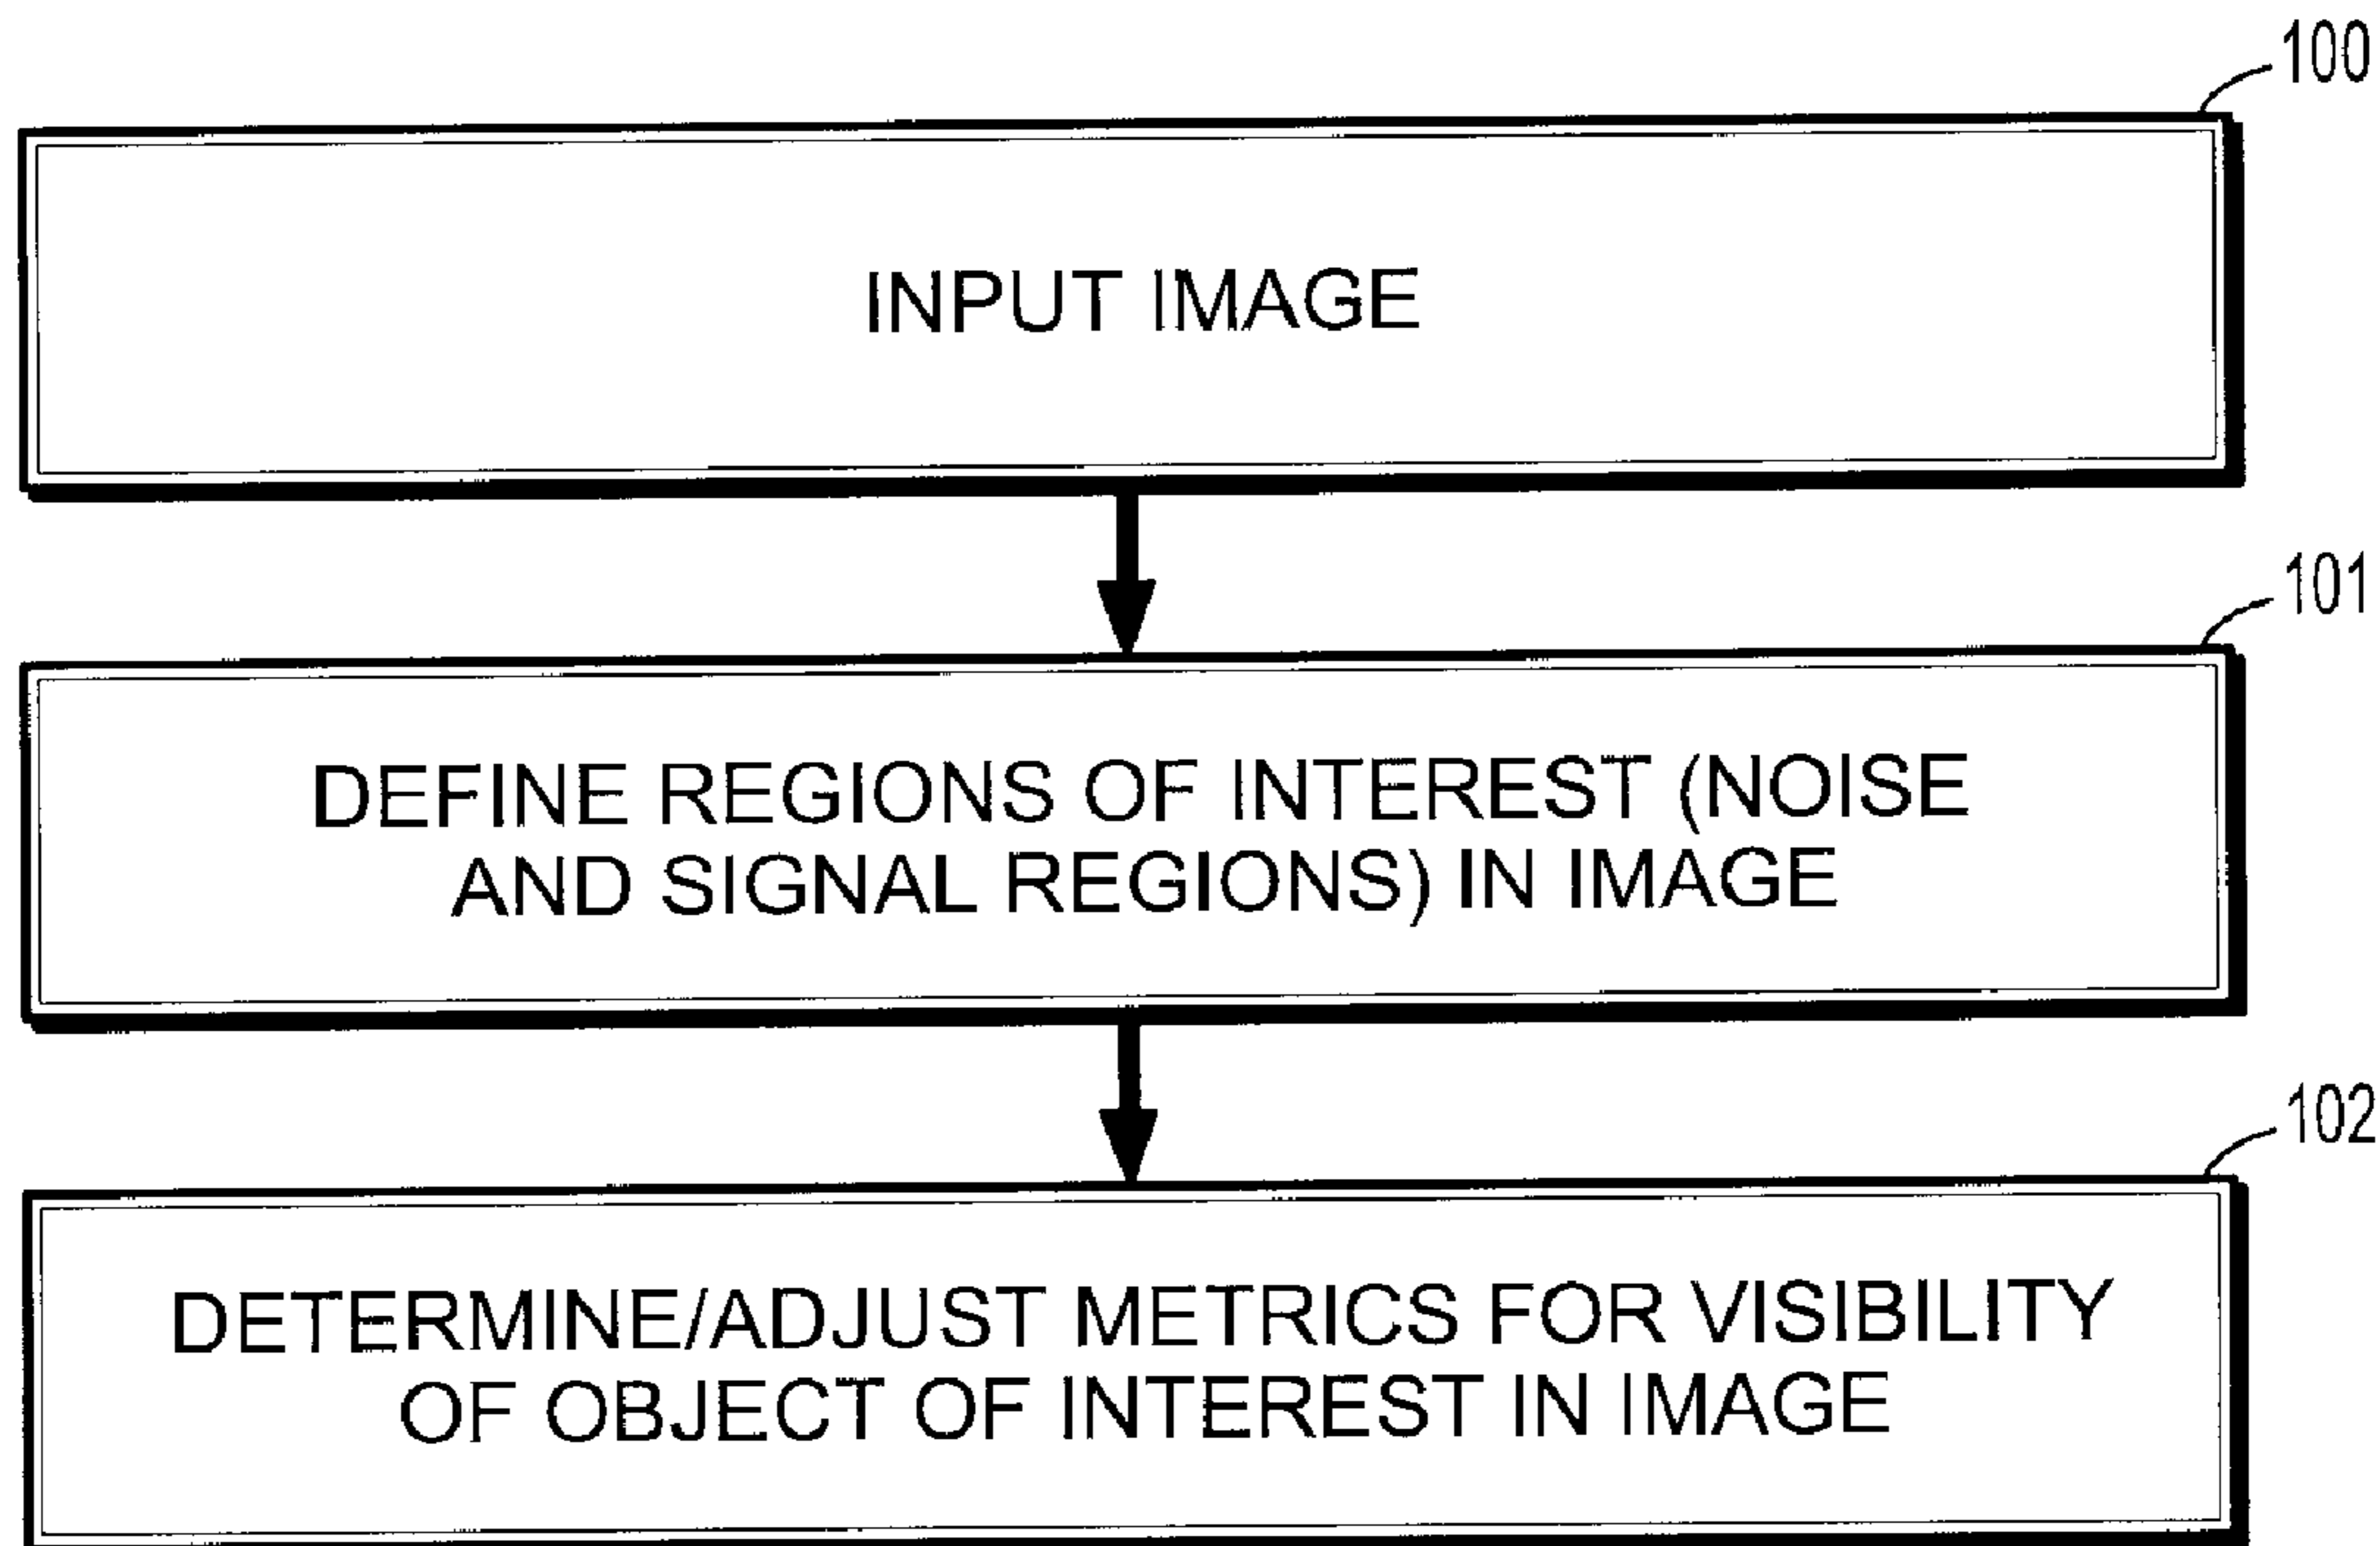 100
INPUT IMAGE
101
DEFINE REGIONS OF INTEREST (NOISE
AND SIGNAL REGIONS) IN IMAGE
102
DETERMINE/ADJUST METRICS FOR VISIBILITY
OF OBJECT OF INTEREST IN IMAGE